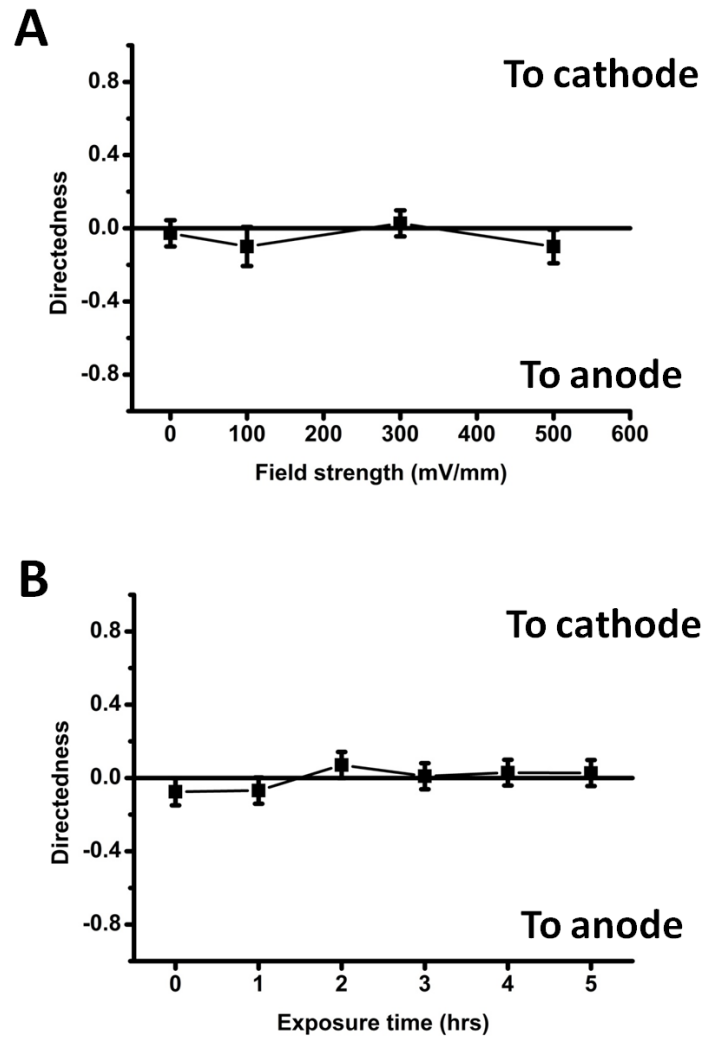 A
To cathode
0.8
0.4
0.0
-0.4
-0.8
Directedness
To anode
0 100 200 300 400 500 600
Field strength (mV/mm)
B
To cathode
0.8
0.4
0.0
-0.4
-0.8
Directedness
To anode
0 1 2 3 4 5
Exposure time (hrs)